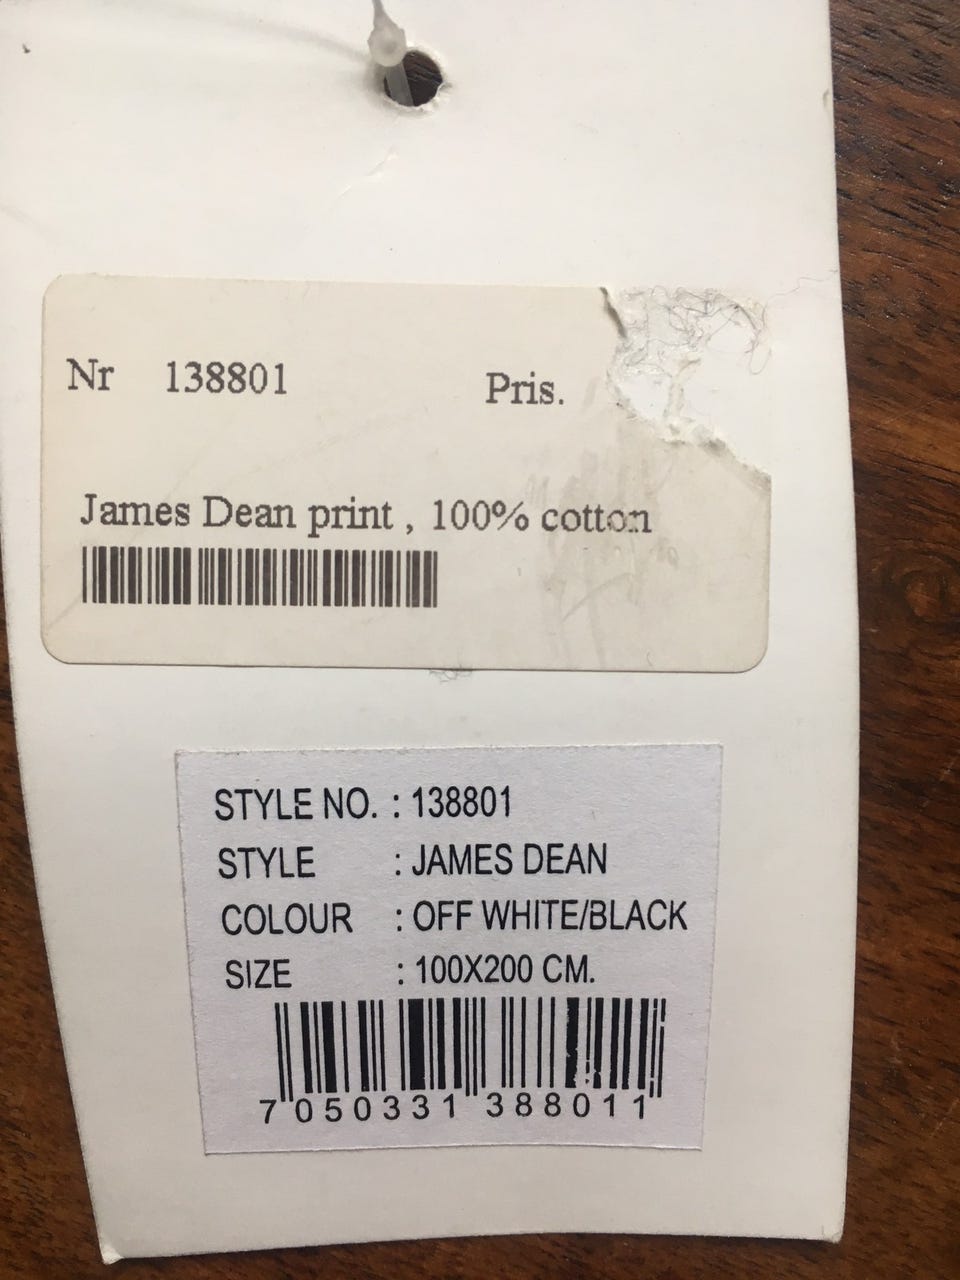 Nr 138801 Pris.
James Dean print , 100% cotton
STYLE NO. : 138801
STYLE : JAMES DEAN
COLOUR : OFF WHITE/BLACK
SIZE : 100X200 CM.
7 050331 388011